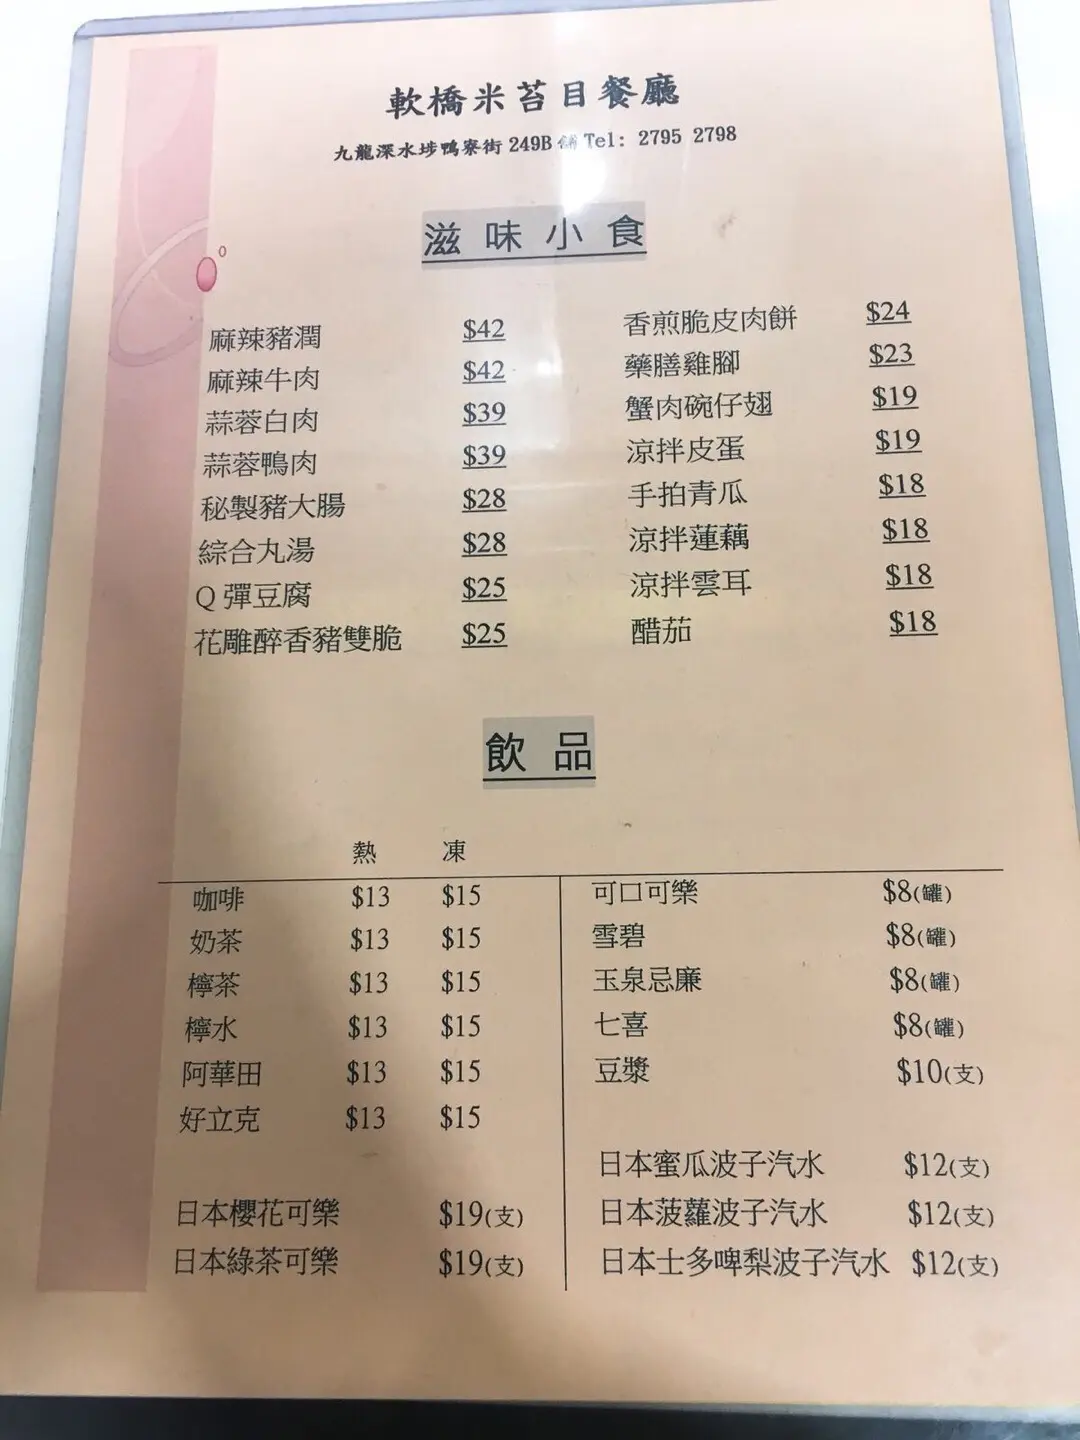 軟橋米苔目餐廳
九龍深水埗鴨寮街 249B 舖 Tel: 2795 2798
滋味小食
麻辣豬潤 $42
麻辣牛肉 $42
蒜蓉白肉 $39
蒜蓉鴨肉 $39
秘製豬大腸 $28
綜合丸湯 $28
Q 彈豆腐 $25
花雕醉香豬雙脆 $25
香煎脆皮肉餅 $24
藥膳雞腳 $23
蟹肉碗仔翅 $19
涼拌皮蛋 $19
手拍青瓜 $18
涼拌蓮藕 $18
涼拌雲耳 $18
醋茄 $18
飲品
熱 凍
咖啡 $13 $15
奶茶 $13 $15
檸茶 $13 $15
檸水 $13 $15
阿華田 $13 $15
好立克 $13 $15
日本櫻花可樂 $19(支)
日本綠茶可樂 $19(支)
可口可樂 $8(罐)
雪碧 $8(罐)
玉泉忌廉 $8(罐)
七喜 $8(罐)
豆漿 $10(支)
日本蜜瓜波子汽水 $12(支)
日本菠蘿波子汽水 $12(支)
日本士多啤梨波子汽水 $12(支)